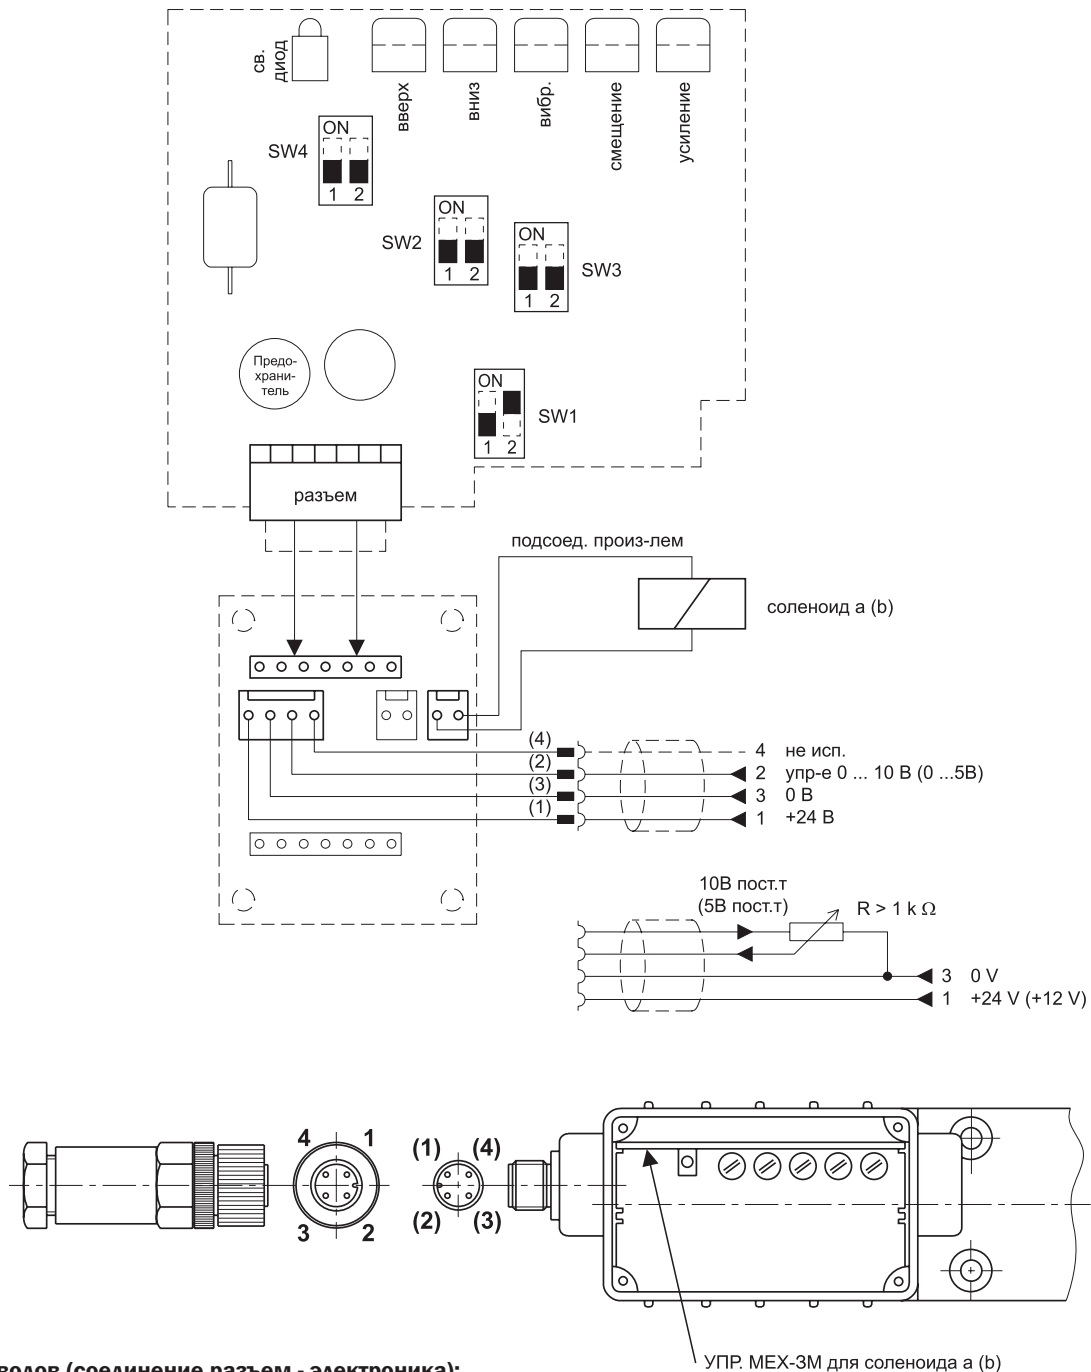 св.
диод
вверх
вниз
вибр.
смещение
усиление
ON
SW4
1 2
ON
SW2
1 2
ON
SW3
1 2
Предо-
храни-
тель
ON
SW1
1 2
разъем
подсоед. произ-лем
соленоид a (b)
(4)
4 не исп.
(2)
2 упр-е 0 ... 10 В (0 ...5В)
(3)
3 0 В
(1)
1 +24 В
10В пост.т
(5В пост.т)
R > 1 k Ω
3 0 V
1 +24 V (+12 V)
4 1
3 2
(1) (4)
(2) (3)
УПР. МЕХ-ЗМ для соленоида a (b)
(соединение разъем - электроника):